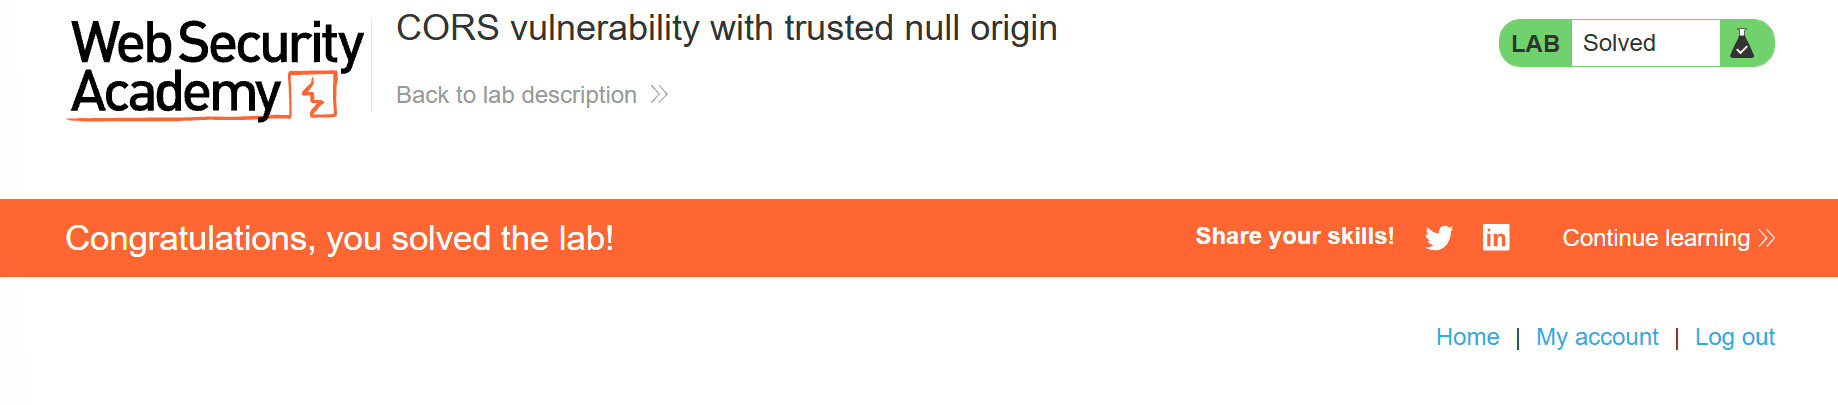 Web Security
Academy
CORS vulnerability with trusted null origin
Back to lab description
LAB Solved
Congratulations, you solved the lab!
Share your skills!
Continue learning
Home | My account | Log out